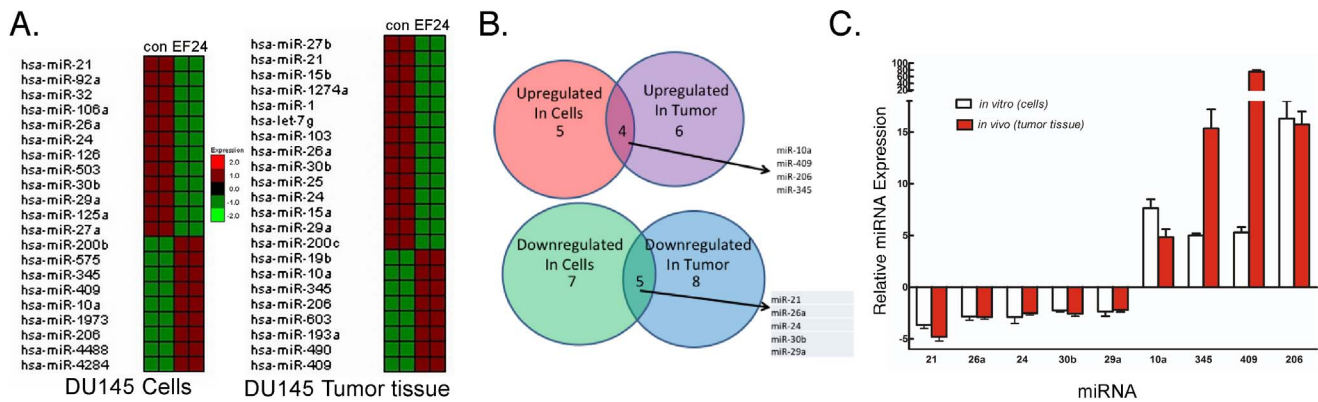 A.
con EF24
hsa-miR-21
hsa-miR-92a
hsa-miR-32
hsa-miR-106a
hsa-miR-26a
hsa-miR-24
hsa-miR-126
hsa-miR-503
hsa-miR-30b
hsa-miR-29a
hsa-miR-125a
hsa-miR-27a
hsa-miR-200b
hsa-miR-575
hsa-miR-345
hsa-miR-409
hsa-miR-10a
hsa-miR-1973
hsa-miR-206
hsa-miR-4488
hsa-miR-4284
DU145 Cells
Expression
2.0
1.0
0.0
-1.0
-2.0
con EF24
hsa-miR-27b
hsa-miR-21
hsa-miR-15b
hsa-miR-1274a
hsa-miR-1
hsa-let-7g
hsa-miR-103
hsa-miR-26a
hsa-miR-30b
hsa-miR-25
hsa-miR-24
hsa-miR-15a
hsa-miR-29a
hsa-miR-200c
hsa-miR-19b
hsa-miR-10a
hsa-miR-345
hsa-miR-206
hsa-miR-603
hsa-miR-193a
hsa-miR-490
hsa-miR-409
DU145 Tumor tissue
B.
Upregulated
In Cells
5
4
Upregulated
In Tumor
6
miR-10a
miR-409
miR-206
miR-345
Downregulated
In Cells
7
5
Downregulated
In Tumor
8
miR-21
miR-26a
miR-24
miR-30b
miR-29a
C.
Relative miRNA Expression
100
80
60
40
20
15
10
5
0
-5
in vitro (cells)
in vivo (tumor tissue)
21 26a 24 30b 29a 10a 345 409 206
miRNA